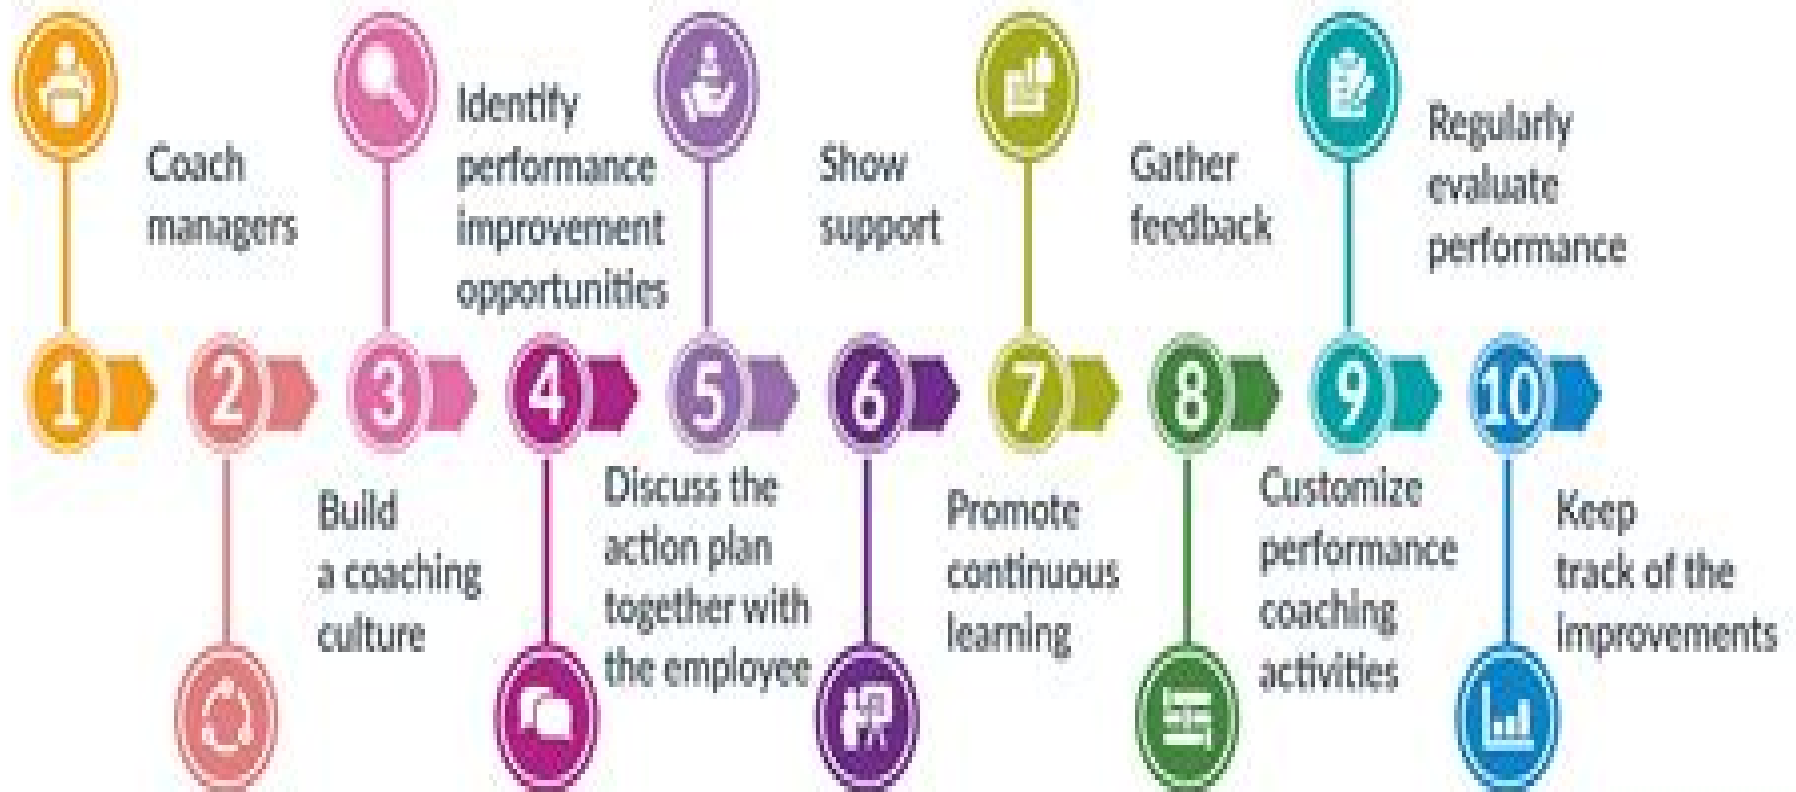 1
Coach
managers
2
Build
a coaching
culture
3
Identify
performance
improvement
opportunities
4
Discuss the
action plan
together with
the employee
5
Show
support
6
Promote
continuous
learning
7
Gather
feedback
8
Customize
performance
coaching
activities
9
Regularly
evaluate
performance
10
Keep
track of the
improvements